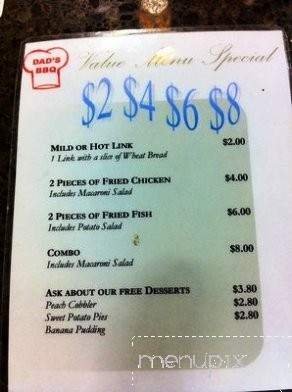 DAD'S
BBQ
Value Menu Special
$2 $4 $6 $8
MILD OR HOT LINK $2.00
1 Link with a slice of Wheat Bread
2 PIECES OF FRIED CHICKEN $4.00
Includes Macaroni Salad
2 PIECES OF FRIED FISH $6.00
Includes Potato Salad
COMBO $8.00
Includes Macaroni Salad
ASK ABOUT OUR FREE DESSERTS $3.80
Peach Cobbler $2.80
Sweet Potato Pies $2.80
Banana Pudding
menupix